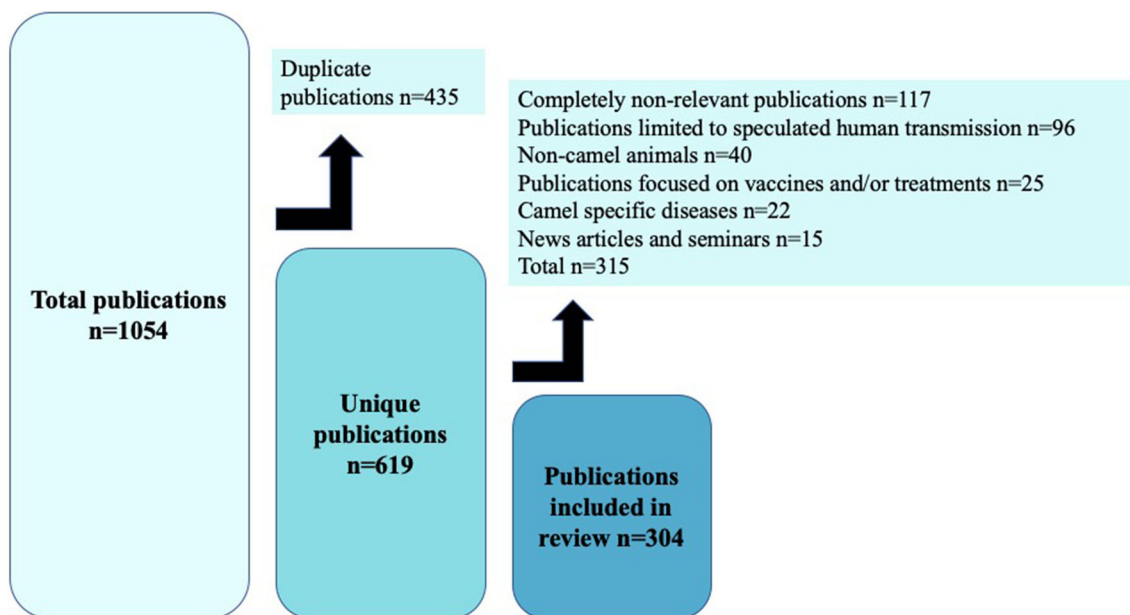 Total publications
n=1054
Duplicate
publications n=435
Unique
publications
n=619
Completely non-relevant publications n=117
Publications limited to speculated human transmission n=96
Non-camel animals n=40
Publications focused on vaccines and/or treatments n=25
Camel specific diseases n=22
News articles and seminars n=15
Total n=315
Publications
included in
review n=304